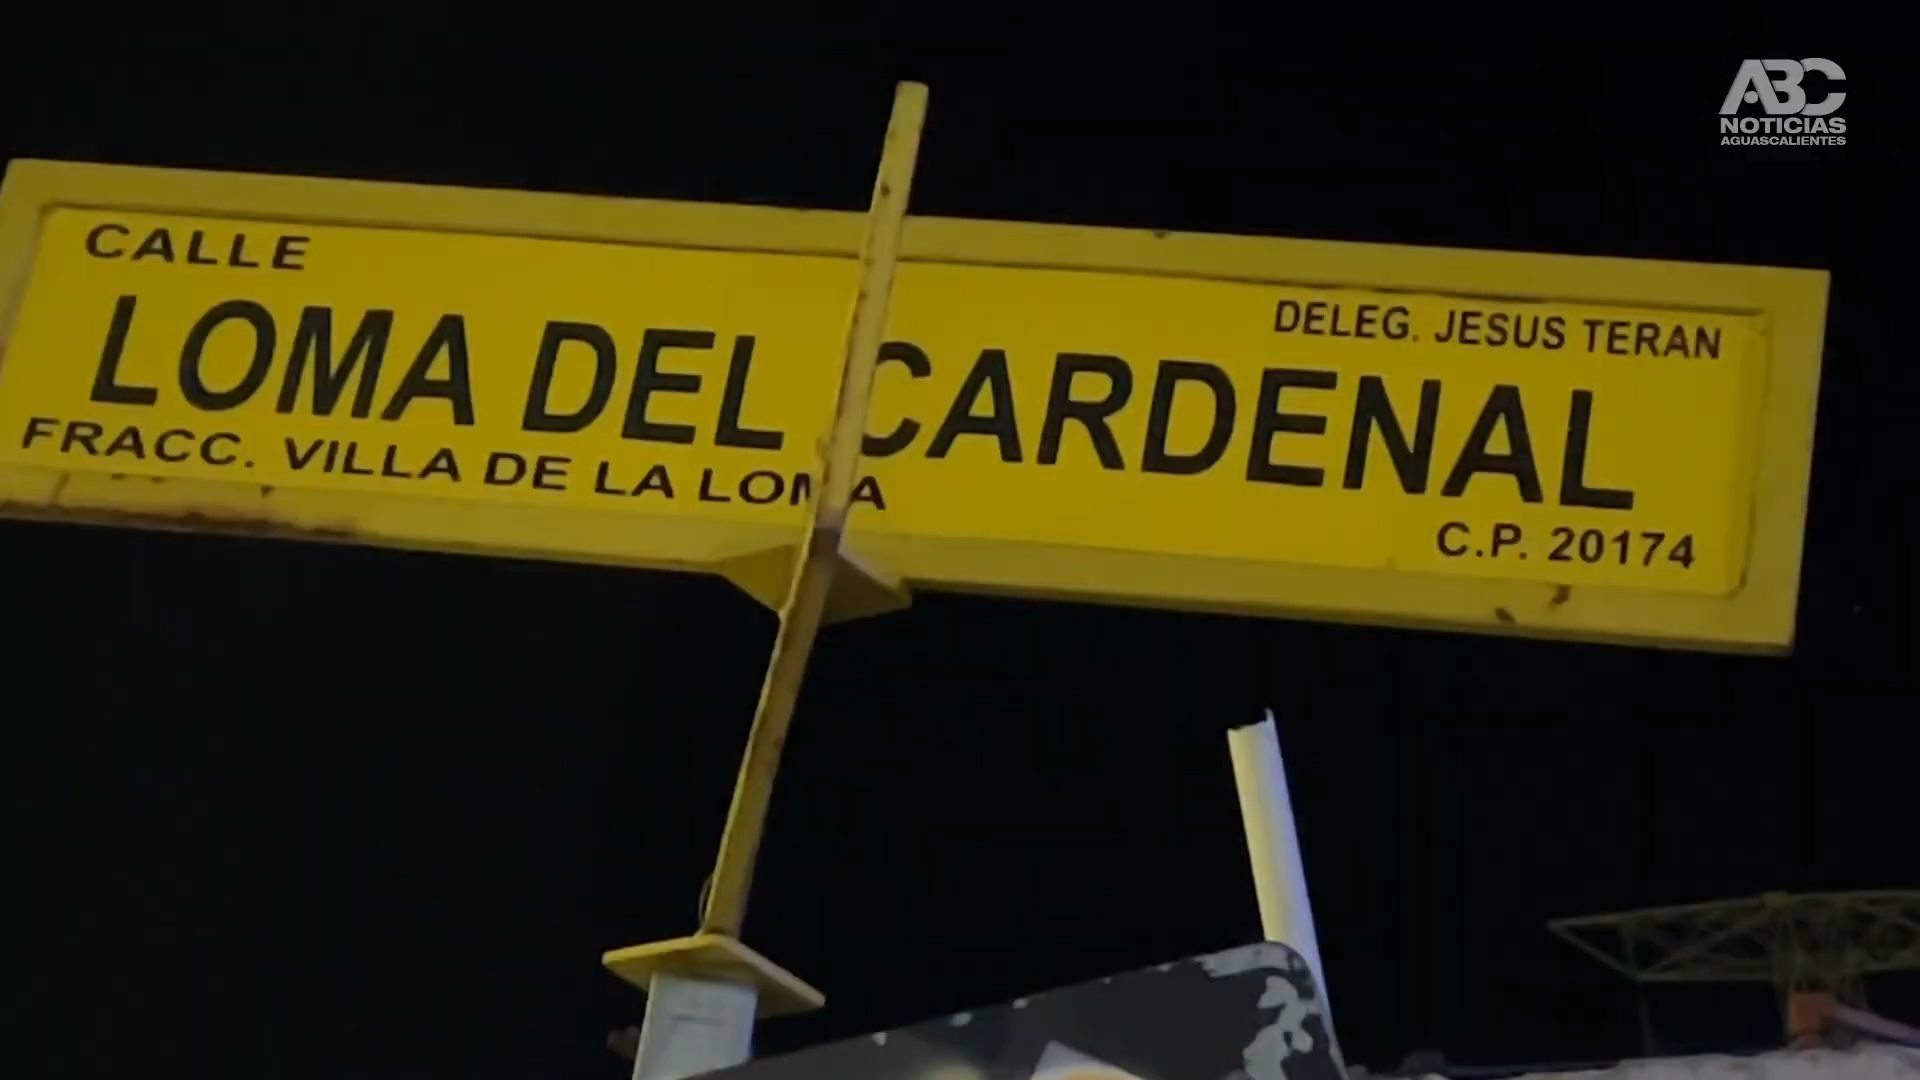 ABC
NOTICIAS
AGUASCALIENTES
CALLE
DELEG. JESUS TERAN
LOMA DEL CARDENAL
FRACC. VILLA DE LA LOMA
C.P. 20174